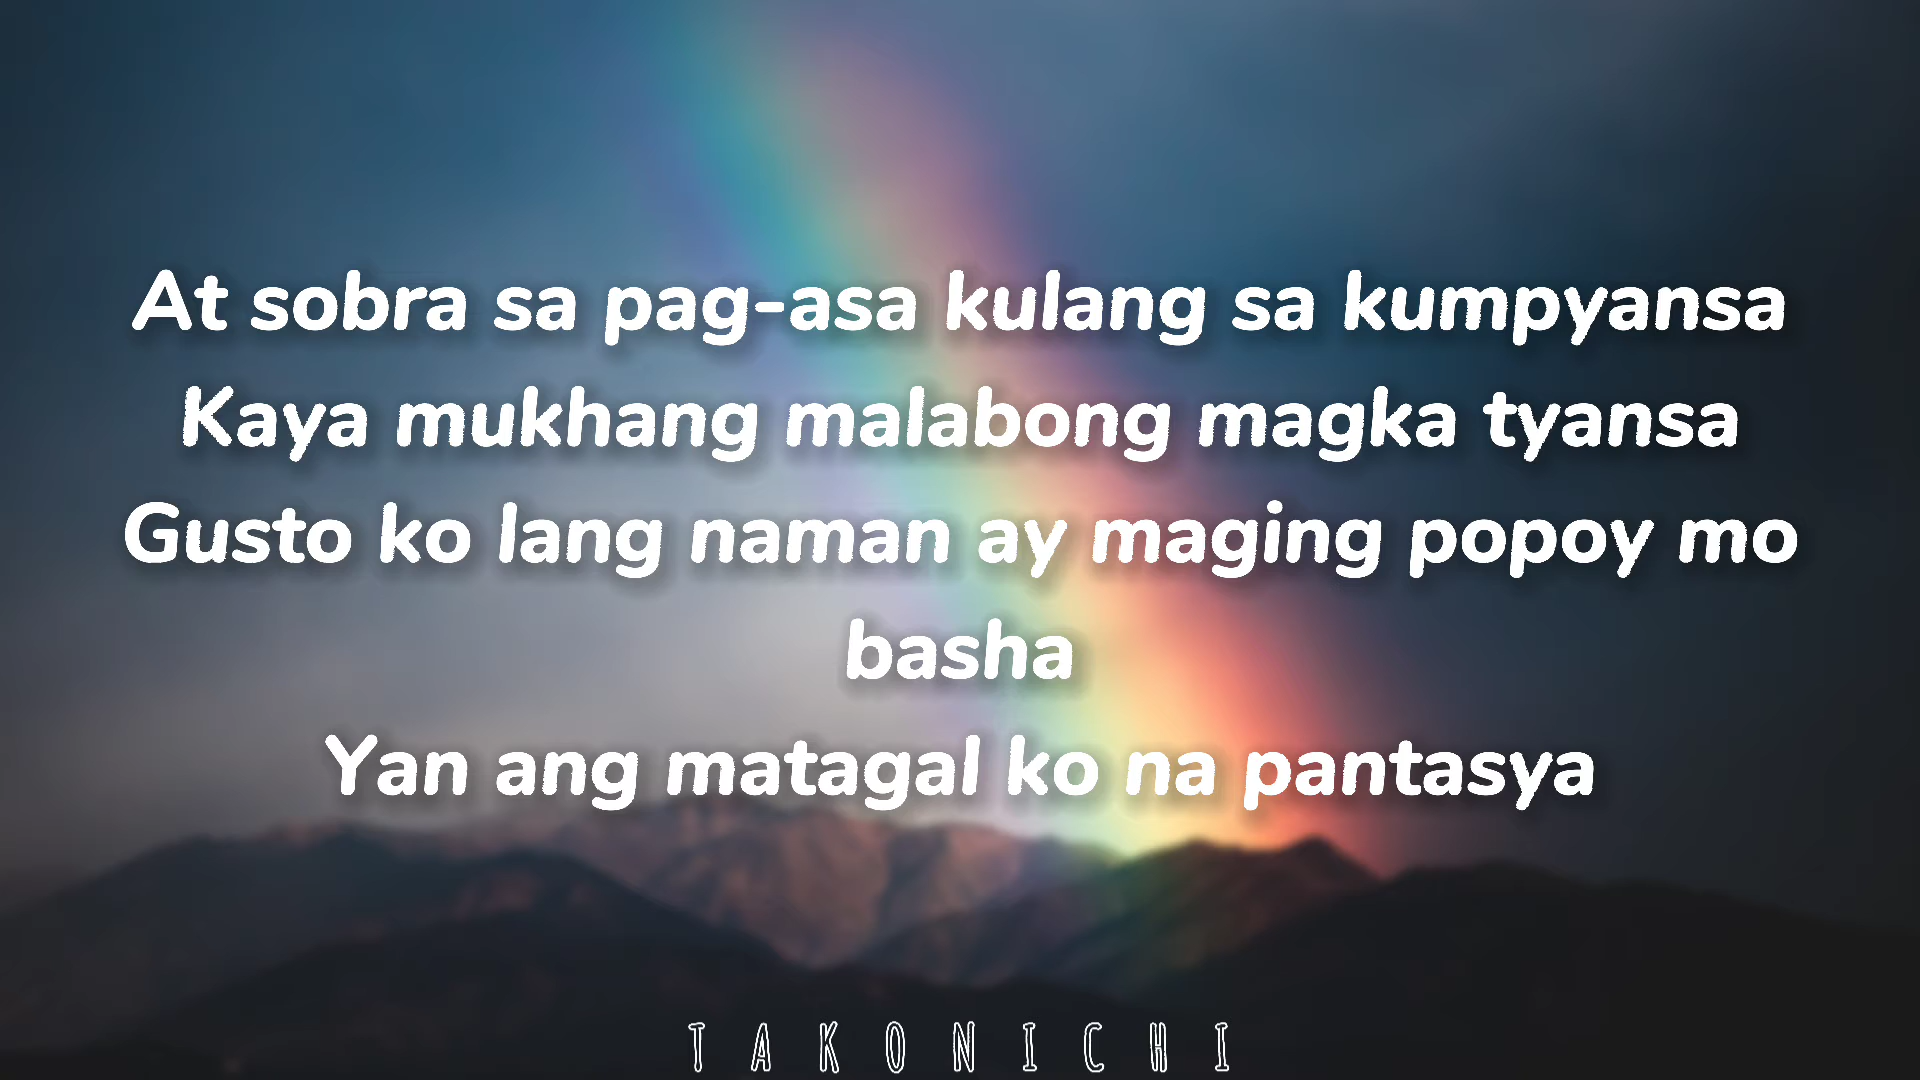 At sobra sa pag-asa kulang sa kumpyansa
Kaya mukhang malabong magka tyansa
Gusto ko lang naman ay maging popoy mo
basha
Yan ang matagal ko na pantasya
TAKONICHI